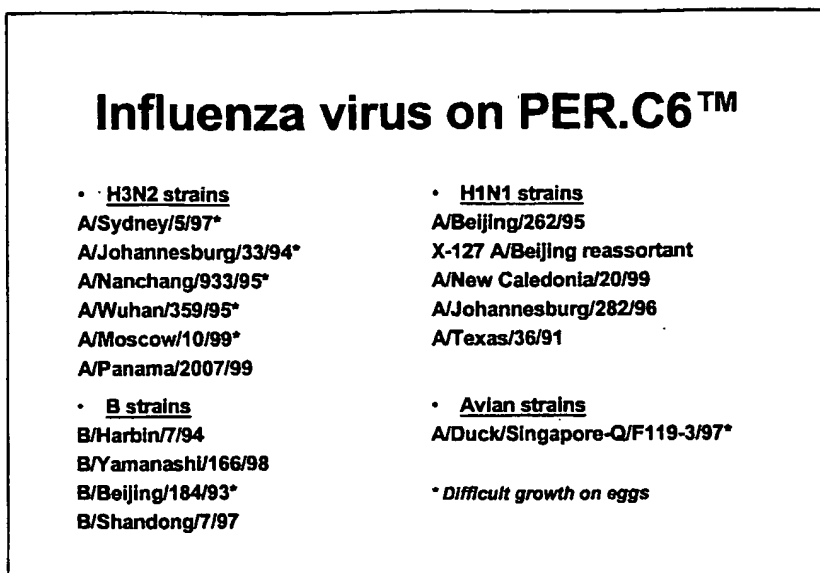 Influenza virus on PER.C6™
• H3N2 strains
A/Sydney/5/97*
A/Johannesburg/33/94*
A/Nanchang/933/95*
A/Wuhan/359/95*
A/Moscow/10/99*
A/Panama/2007/99
• B strains
B/Harbin/7/94
B/Yamanashi/166/98
B/Beijing/184/93*
B/Shandong/7/97
• H1N1 strains
A/Beijing/262/95
X-127 A/Beijing reassortant
A/New Caledonia/20/99
A/Johannesburg/282/96
A/Texas/36/91
• Avian strains
A/Duck/Singapore-Q/F119-3/97*
* Difficult growth on eggs